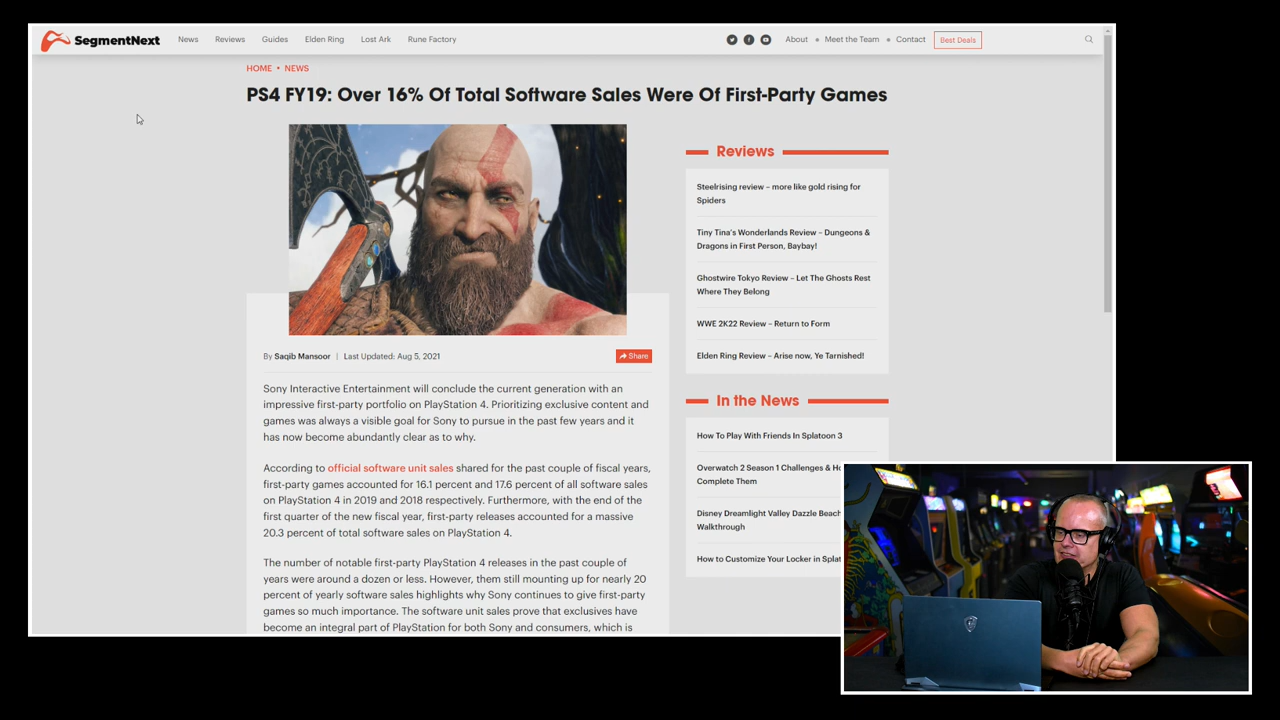 SegmentNext
News Reviews Guides Elden Ring Lost Ark Rune Factory
About • Meet the Team • Contact Best Deals
HOME • NEWS
PS4 FY19: Over 16% Of Total Software Sales Were Of First-Party Games
By Saqib Mansoor | Last Updated: Aug 5, 2021
Share
Sony Interactive Entertainment will conclude the current generation with an
impressive first-party portfolio on PlayStation 4. Prioritizing exclusive content and
games was always a visible goal for Sony to pursue in the past few years and it
has now become abundantly clear as to why.
According to official software unit sales shared for the past couple of fiscal years,
first-party games accounted for 16.1 percent and 17.6 percent of all software sales
on PlayStation 4 in 2019 and 2018 respectively. Furthermore, with the end of the
first quarter of the new fiscal year, first-party releases accounted for a massive
20.3 percent of total software sales on PlayStation 4.
The number of notable first-party PlayStation 4 releases in the past couple of
years were around a dozen or less. However, them still mounting up for nearly 20
percent of yearly software sales highlights why Sony continues to give first-party
games so much importance. The software unit sales prove that exclusives have
become an integral part of PlayStation for both Sony and consumers, which is
Reviews
Steelrising review – more like gold rising for
Spiders
Tiny Tina's Wonderlands Review – Dungeons &
Dragons in First Person, Baybay!
Ghostwire Tokyo Review – Let The Ghosts Rest
Where They Belong
WWE 2K22 Review – Return to Form
Elden Ring Review – Arise now, Ye Tarnished!
In the News
How To Play With Friends In Splatoon 3
Overwatch 2 Season 1 Challenges & Ho
Complete Them
Disney Dreamlight Valley Dazzle Beach
Walkthrough
How to Customize Your Locker in Splat